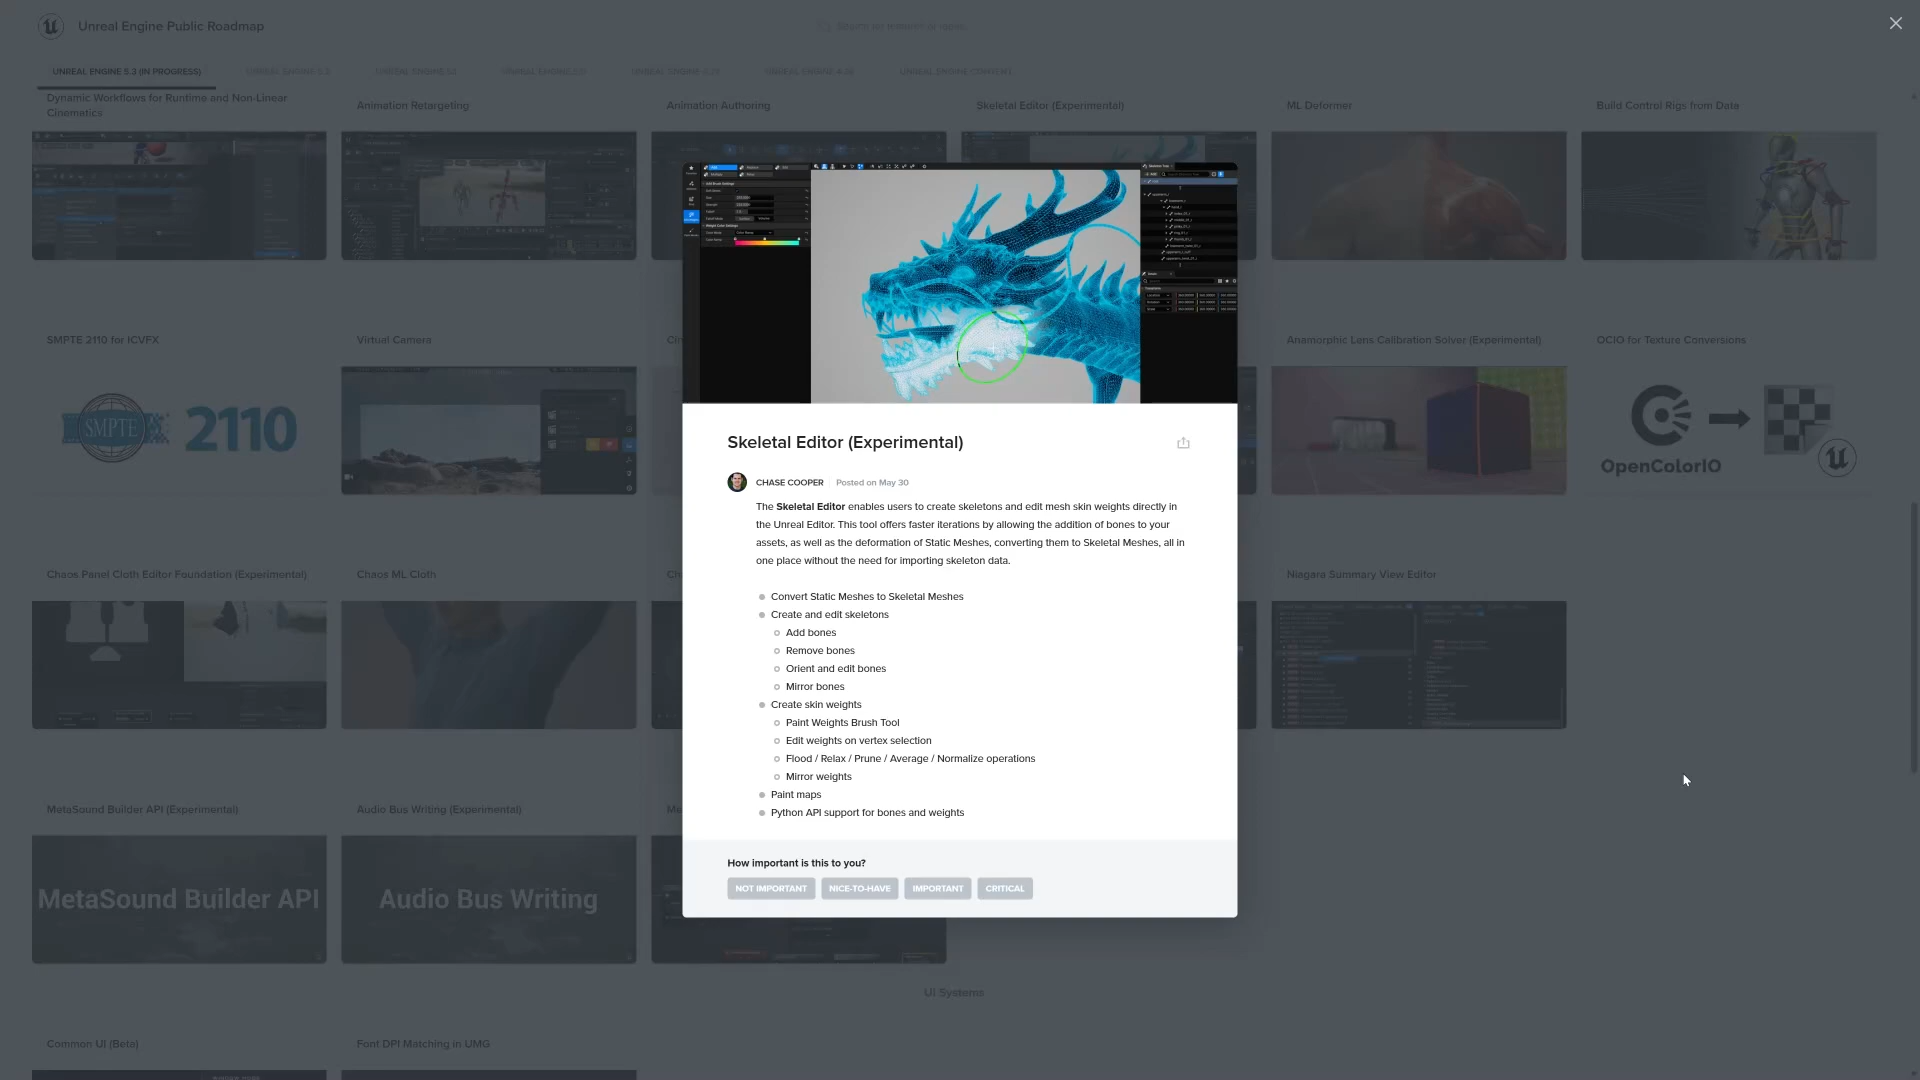 Unreal Engine Public Roadmap
Search for features & topics...
UNREAL ENGINE 5.3 (IN PROGRESS)
Dynamic Workflows for Runtime and Non-Linear
Cinematics
Animation Retargeting
Animation Authoring
Skeletal Editor (Experimental)
ML Deformer
Build Control Rigs from Data
SMPTE 2110 for ICVFX
Virtual Camera
Anamorphic Lens Calibration Solver (Experimental)
OCIO for Texture Conversions
SMPTE
2110
OpenColorIO
Skeletal Editor (Experimental)
CHASE COOPER
Posted on May 30
The Skeletal Editor enables users to create skeletons and edit mesh skin weights directly in
the Unreal Editor. This tool offers faster iterations by allowing the addition of bones to your
assets, as well as the deformation of Static Meshes, converting them to Skeletal Meshes, all in
one place without the need for importing skeleton data.
Convert Static Meshes to Skeletal Meshes
Create and edit skeletons
Add bones
Remove bones
Orient and edit bones
Mirror bones
Create skin weights
Paint Weights Brush Tool
Edit weights on vertex selection
Flood / Relax / Prune / Average / Normalize operations
Mirror weights
Paint maps
Python API support for bones and weights
How important is this to you?
NOT IMPORTANT
NICE-TO-HAVE
IMPORTANT
CRITICAL
Chaos Panel Cloth Editor Foundation (Experimental)
Chaos ML Cloth
Niagara Summary View Editor
MetaSound Builder API (Experimental)
Audio Bus Writing (Experimental)
MetaSound Builder API
Audio Bus Writing
UI Systems
Common UI (Beta)
Font DPI Matching in UMG